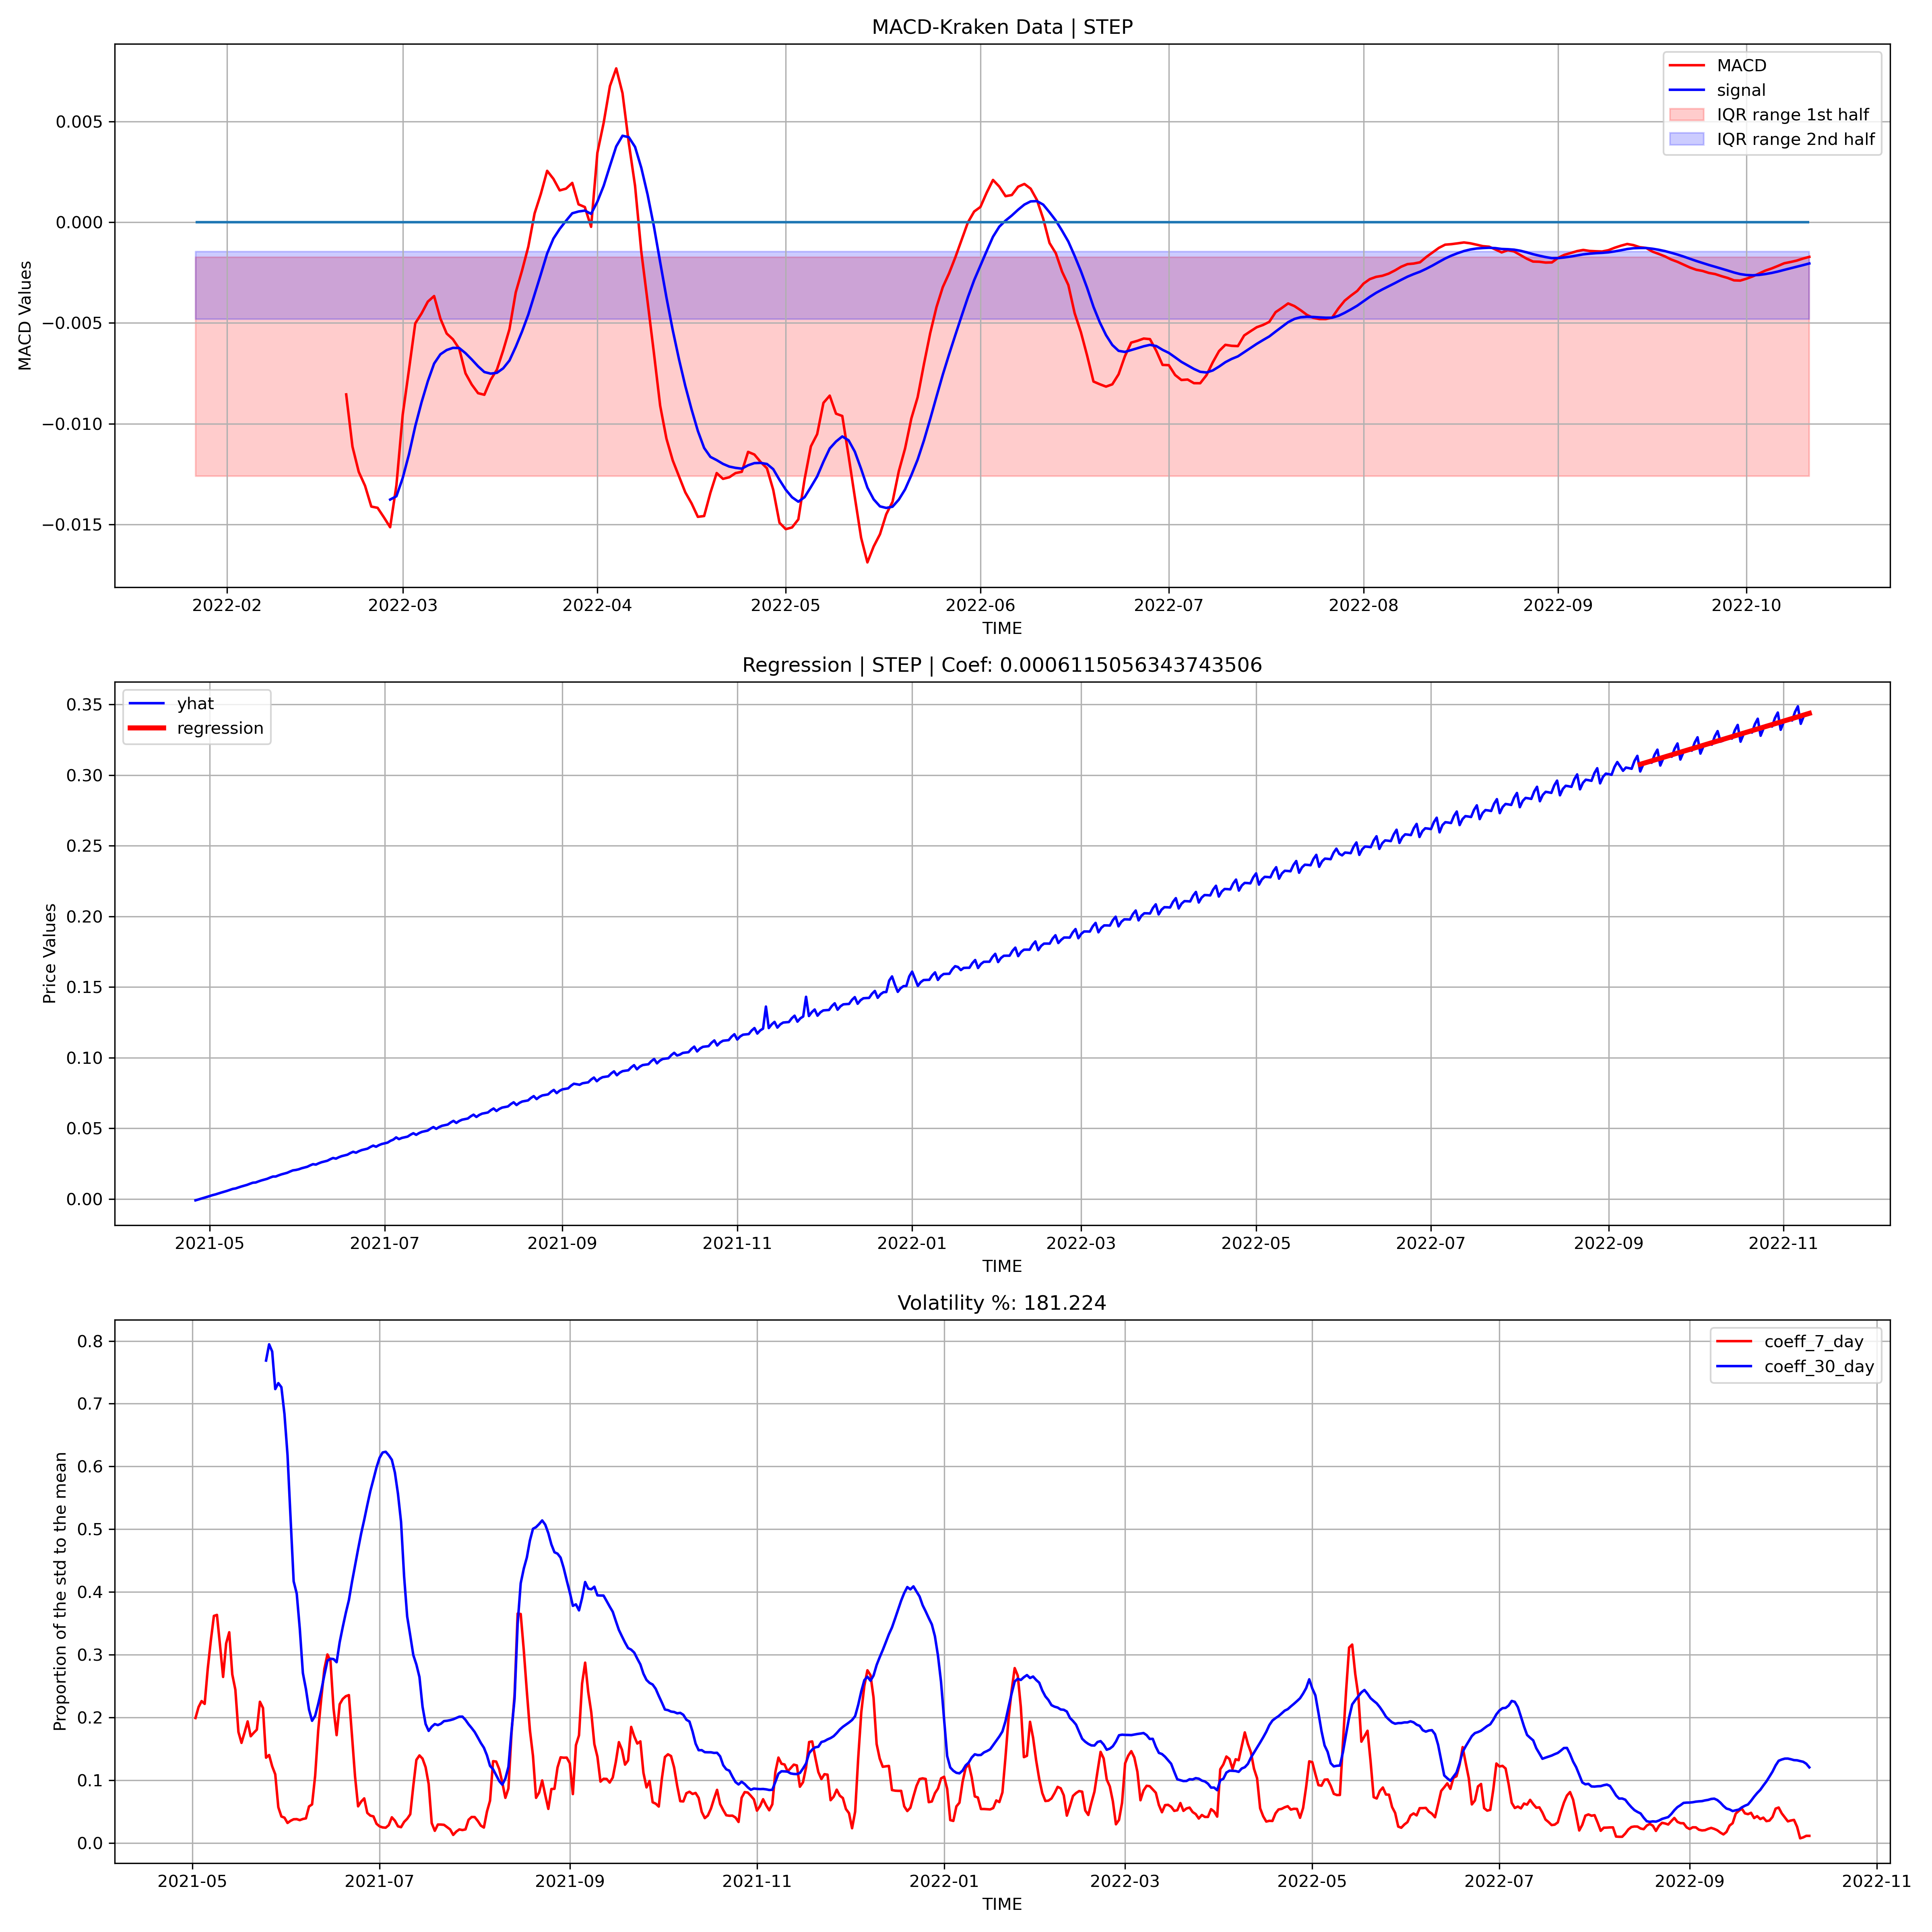 MACD-Kraken Data | STEP
MACD
signal
IQR range 1st half
IQR range 2nd half
MACD Values
0.005
0.000
−0.005
−0.010
−0.015
2022-02 2022-03 2022-04 2022-05 2022-06 2022-07 2022-08 2022-09 2022-10
TIME
Regression | STEP | Coef: 0.0006115056343743506
yhat
regression
Price Values
0.35
0.30
0.25
0.20
0.15
0.10
0.05
0.00
2021-05 2021-07 2021-09 2021-11 2022-01 2022-03 2022-05 2022-07 2022-09 2022-11
TIME
Volatility %: 181.224
coeff_7_day
coeff_30_day
Proportion of the std to the mean
0.8
0.7
0.6
0.5
0.4
0.3
0.2
0.1
0.0
2021-05 2021-07 2021-09 2021-11 2022-01 2022-03 2022-05 2022-07 2022-09 2022-11
TIME